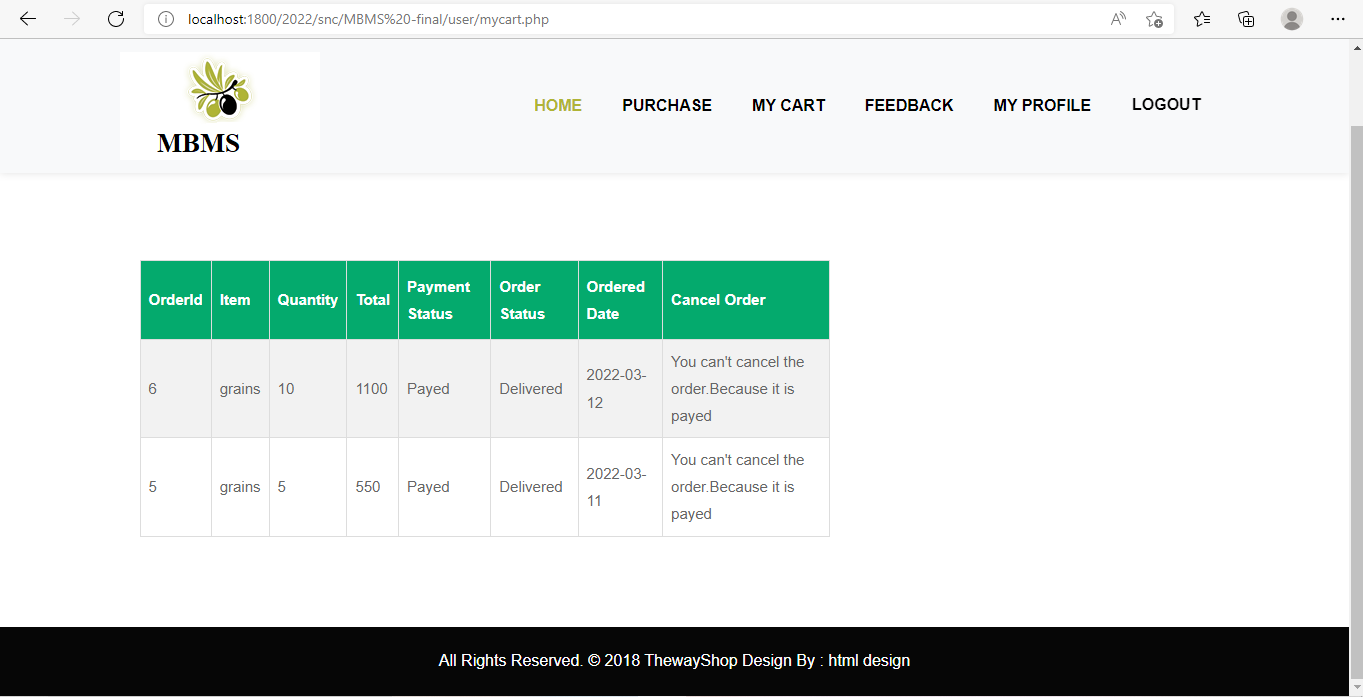 localhost:1800/2022/snc/MBMS%20-final/user/mycart.php
MBMS
HOME PURCHASE MY CART FEEDBACK MY PROFILE LOGOUT
OrderId Item Quantity Total Payment Status Order Status Ordered Date Cancel Order
6 grains 10 1100 Payed Delivered 2022-03-12 You can't cancel the order.Because it is payed
5 grains 5 550 Payed Delivered 2022-03-11 You can't cancel the order.Because it is payed
All Rights Reserved. © 2018 ThewayShop Design By : html design